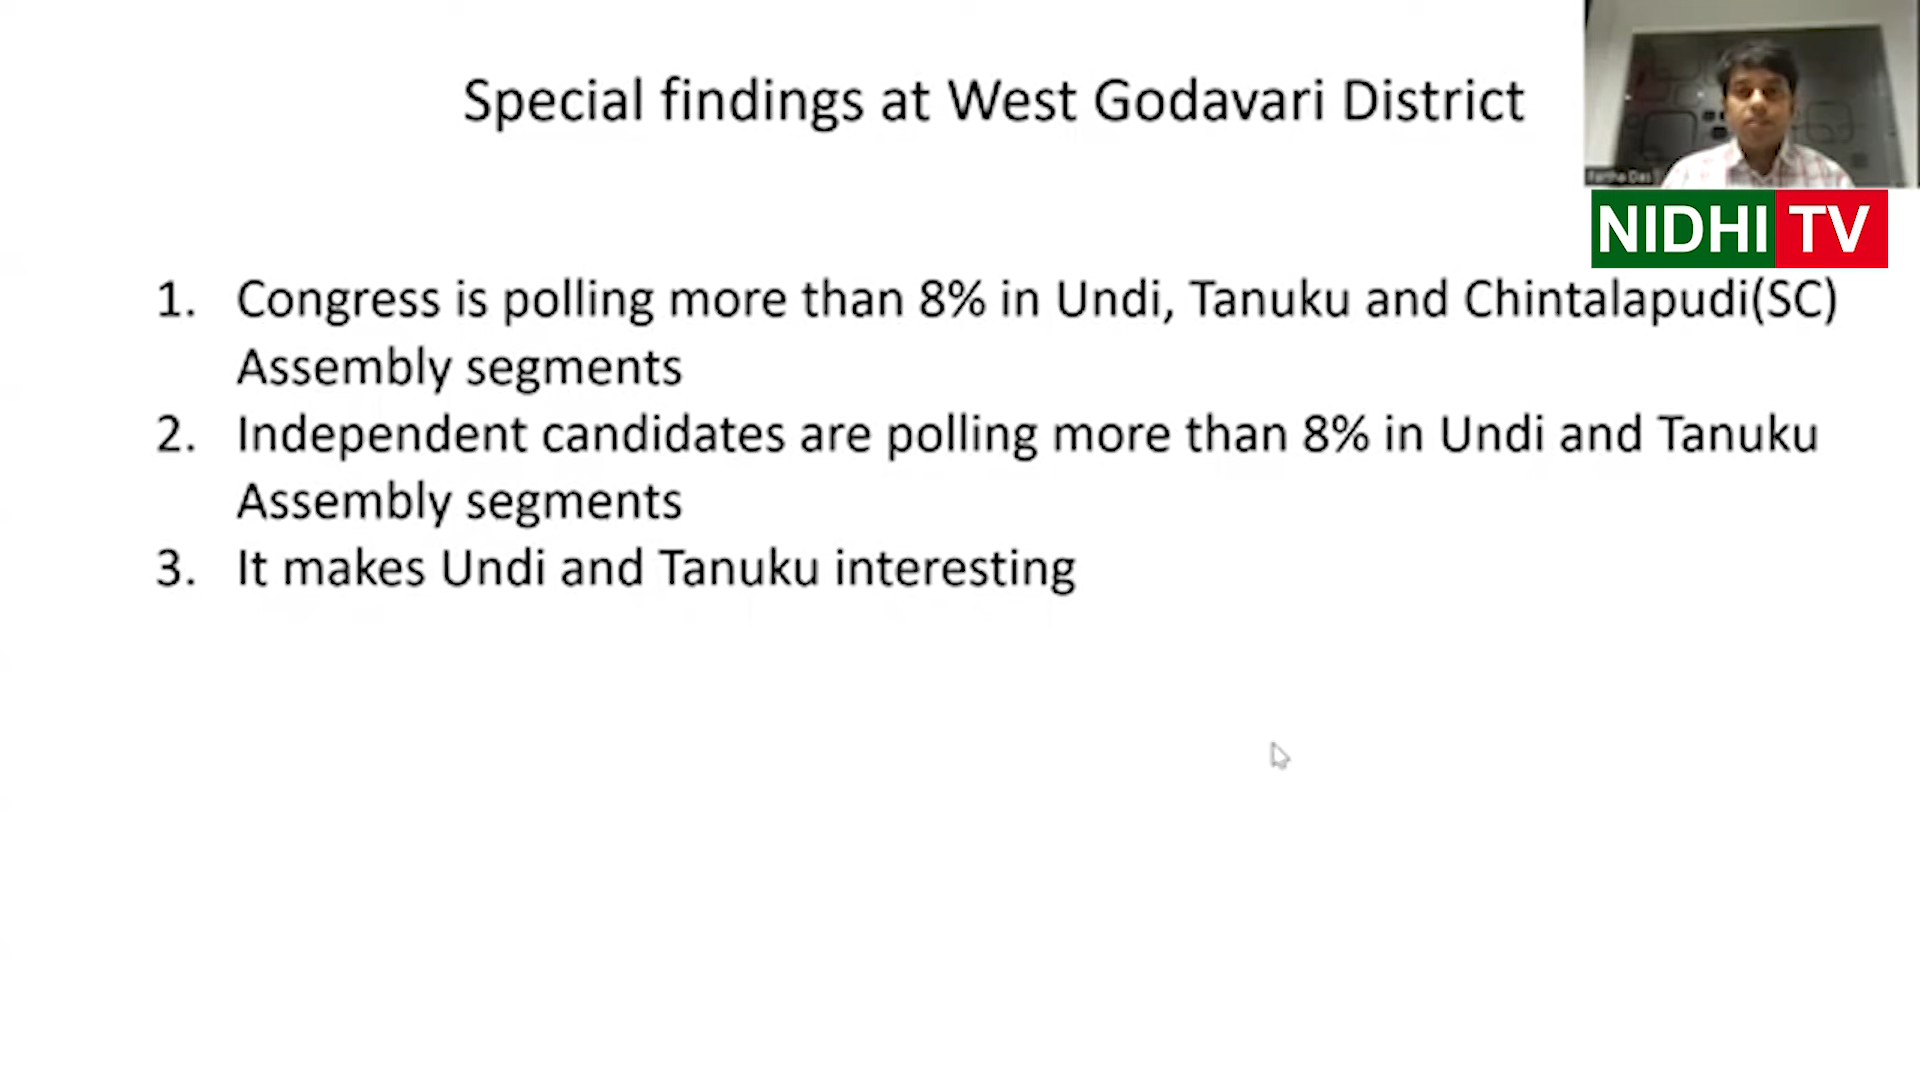 Special findings at West Godavari District
Partha Das
NIDHI TV
1. Congress is polling more than 8% in Undi, Tanuku and Chintalapudi(SC)
Assembly segments
2. Independent candidates are polling more than 8% in Undi and Tanuku
Assembly segments
3. It makes Undi and Tanuku interesting